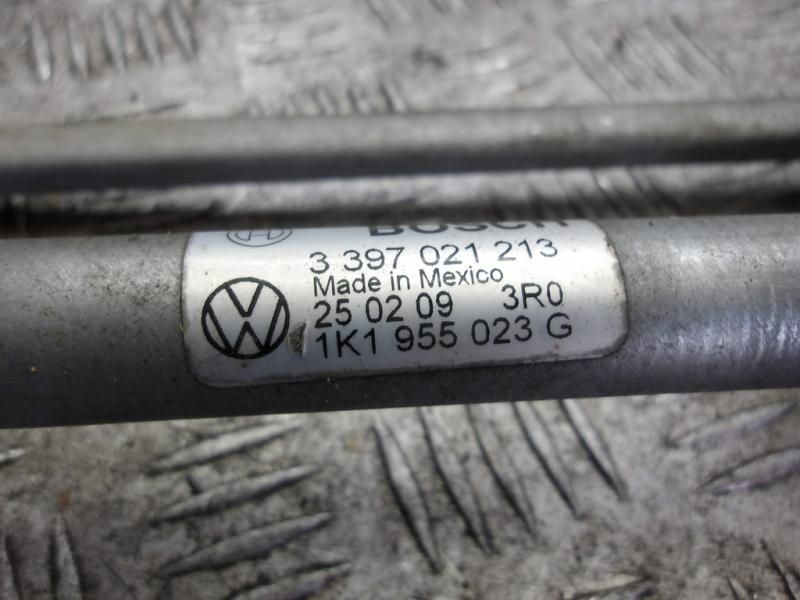 BOSCH
3 397 021 213
Made in Mexico
25 02 09 3R0
1K1 955 023 G